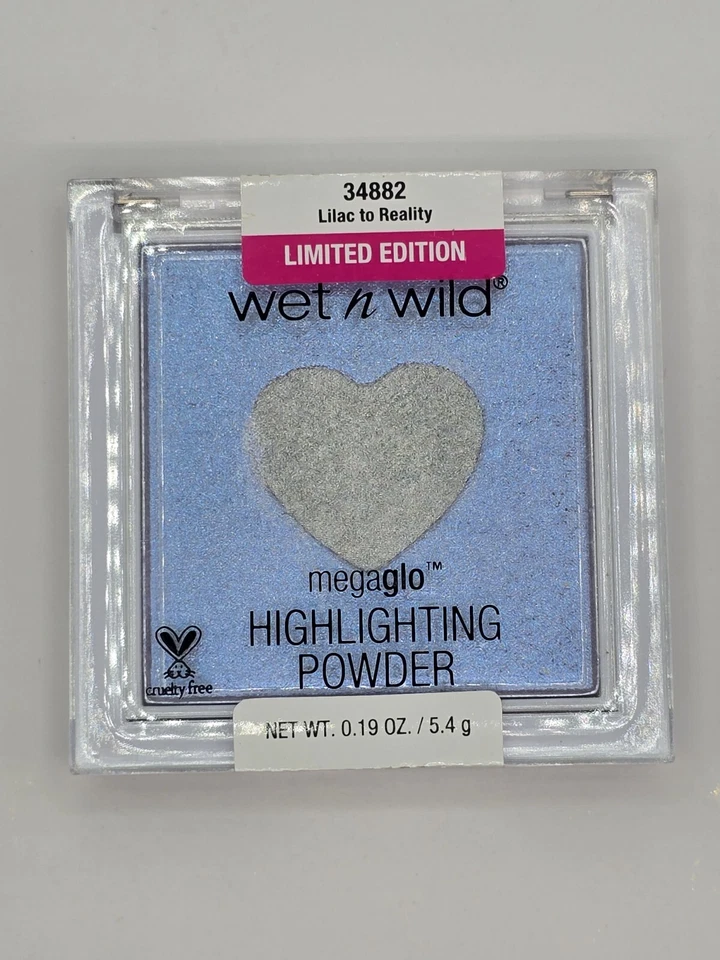 34882
Lilac to Reality
LIMITED EDITION
wet n wild®
megaglo™
HIGHLIGHTING
POWDER
cruelty free
NET WT. 0.19 OZ. / 5.4 g